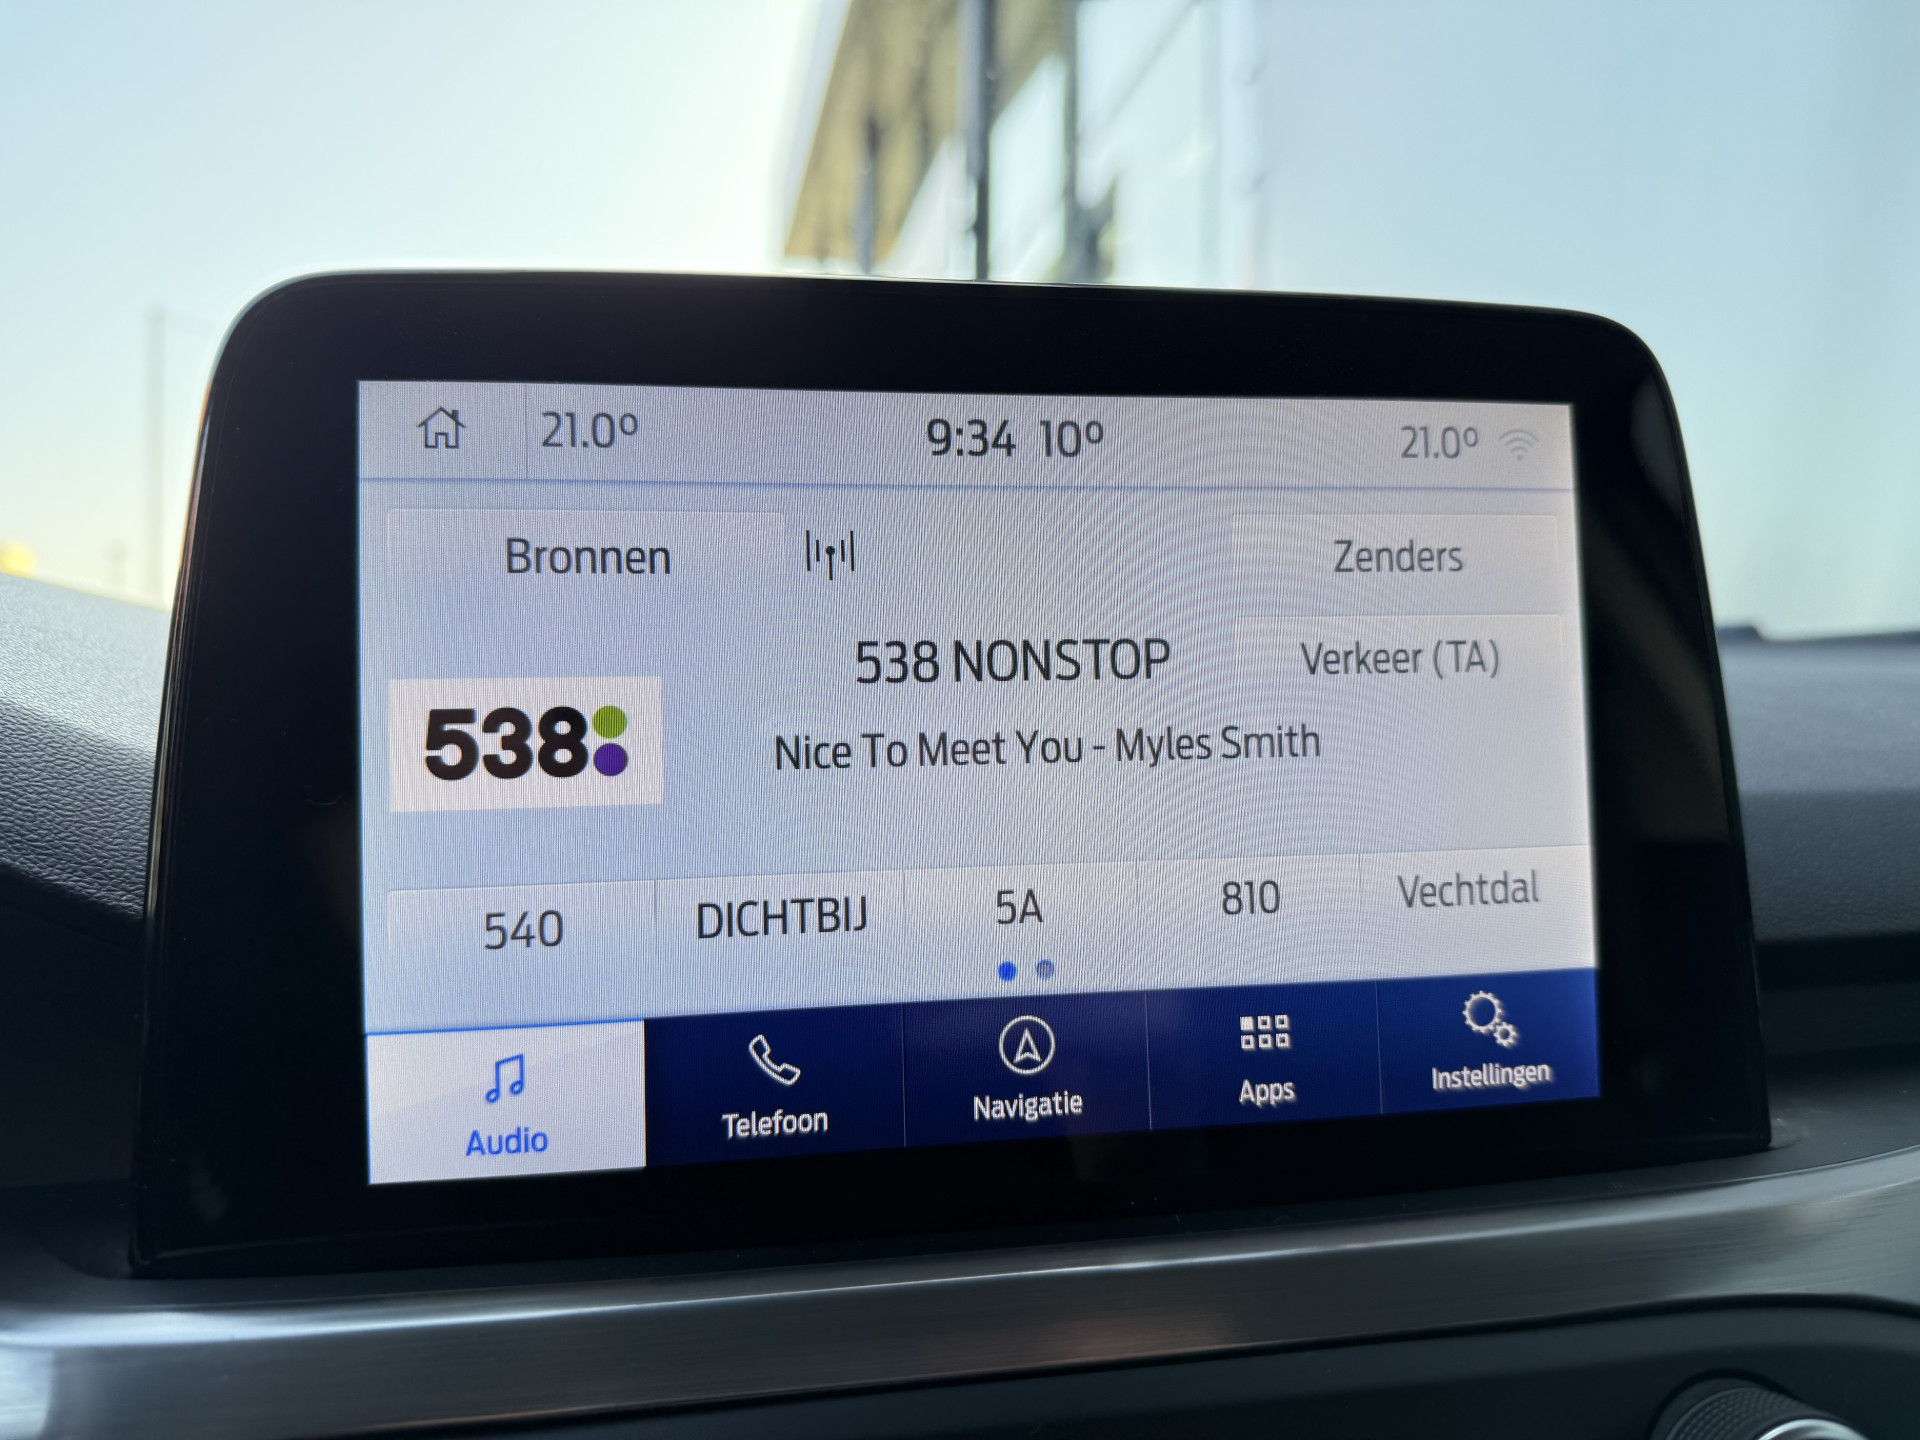 21.0° 9:34 10° 21.0°
Bronnen Zenders
538 NONSTOP Verkeer (TA)
538
Nice To Meet You - Myles Smith
540 DICHTBIJ 5A 810 Vechtdal
Audio Telefoon Navigatie Apps Instellingen